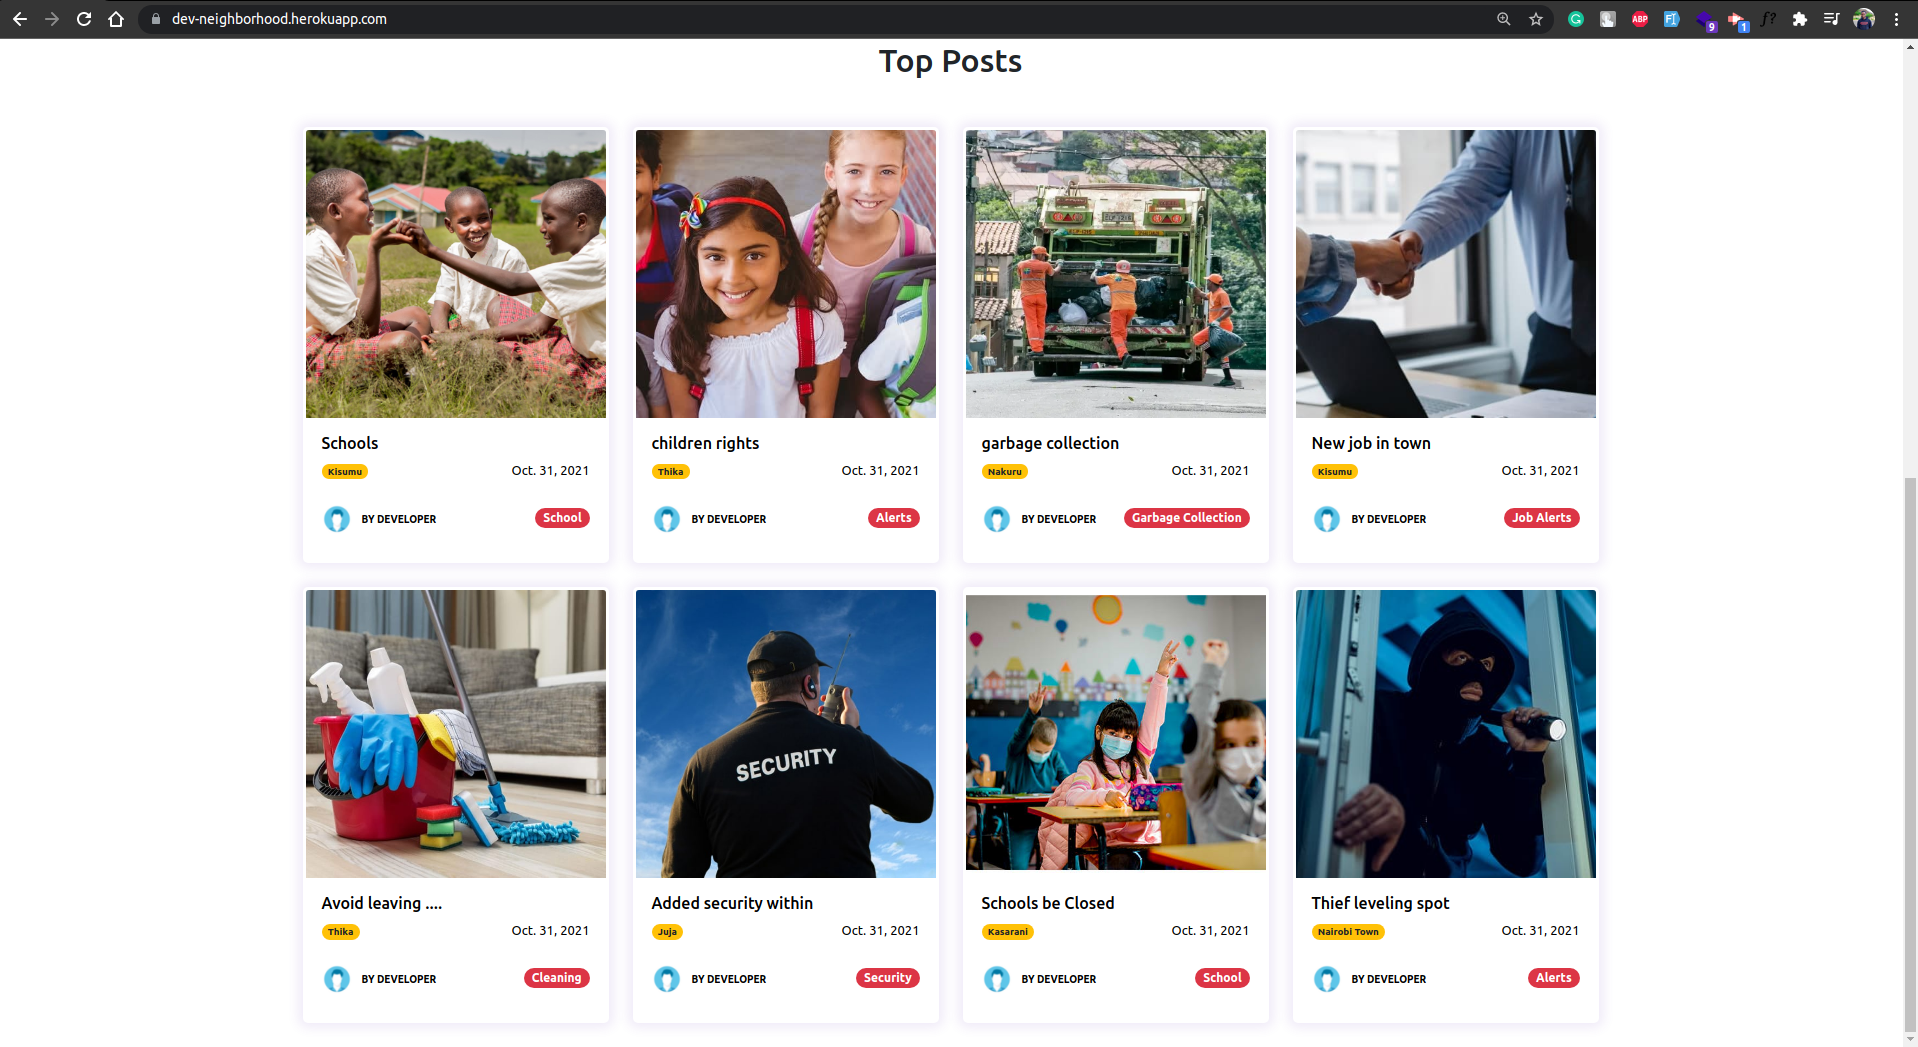 dev-neighborhood.herokuapp.com
ABP
9
1
f?
Top Posts
Schools
Kisumu
Oct. 31, 2021
BY DEVELOPER
School
children rights
Thika
Oct. 31, 2021
BY DEVELOPER
Alerts
garbage collection
Nakuru
Oct. 31, 2021
BY DEVELOPER
Garbage Collection
New job in town
Kisumu
Oct. 31, 2021
BY DEVELOPER
Job Alerts
Avoid leaving ....
Thika
Oct. 31, 2021
BY DEVELOPER
Cleaning
SECURITY
Added security within
Juja
Oct. 31, 2021
BY DEVELOPER
Security
Schools be Closed
Kasarani
Oct. 31, 2021
BY DEVELOPER
School
Thief leveling spot
Nairobi Town
Oct. 31, 2021
BY DEVELOPER
Alerts